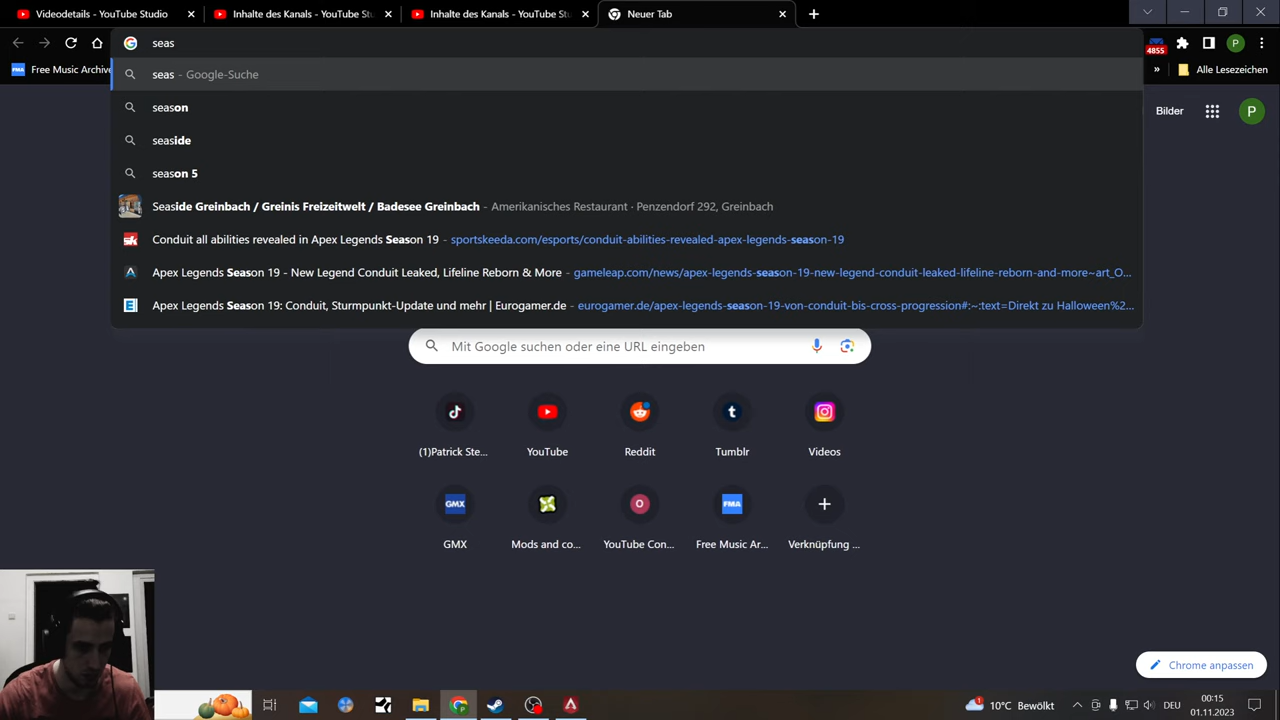 Videodetails - YouTube Studio
Inhalte des Kanals - YouTube Stu
Inhalte des Kanals - YouTube Stu
Neuer Tab
seas
4855
P
Free Music Archive
»
Alle Lesezeichen
seas - Google-Suche
season
seaside
season 5
Seaside Greinbach / Greinis Freizeitwelt / Badesee Greinbach - Amerikanisches Restaurant · Penzendorf 292, Greinbach
Conduit all abilities revealed in Apex Legends Season 19 - sportskeeda.com/esports/conduit-abilities-revealed-apex-legends-season-19
Apex Legends Season 19 - New Legend Conduit Leaked, Lifeline Reborn & More - gameleap.com/news/apex-legends-season-19-new-legend-conduit-leaked-lifeline-reborn-and-more~art_O...
Apex Legends Season 19: Conduit, Sturmpunkt-Update und mehr | Eurogamer.de - eurogamer.de/apex-legends-season-19-von-conduit-bis-cross-progression#:~:text=Direkt zu Halloween%2...
Bilder
P
Mit Google suchen oder eine URL eingeben
(1)Patrick Ste...
YouTube
Reddit
Tumblr
Videos
GMX
Mods and co...
YouTube Con...
Free Music Ar...
Verknüpfung ...
Chrome anpassen
10°C Bewölkt
DEU
00:15
01.11.2023